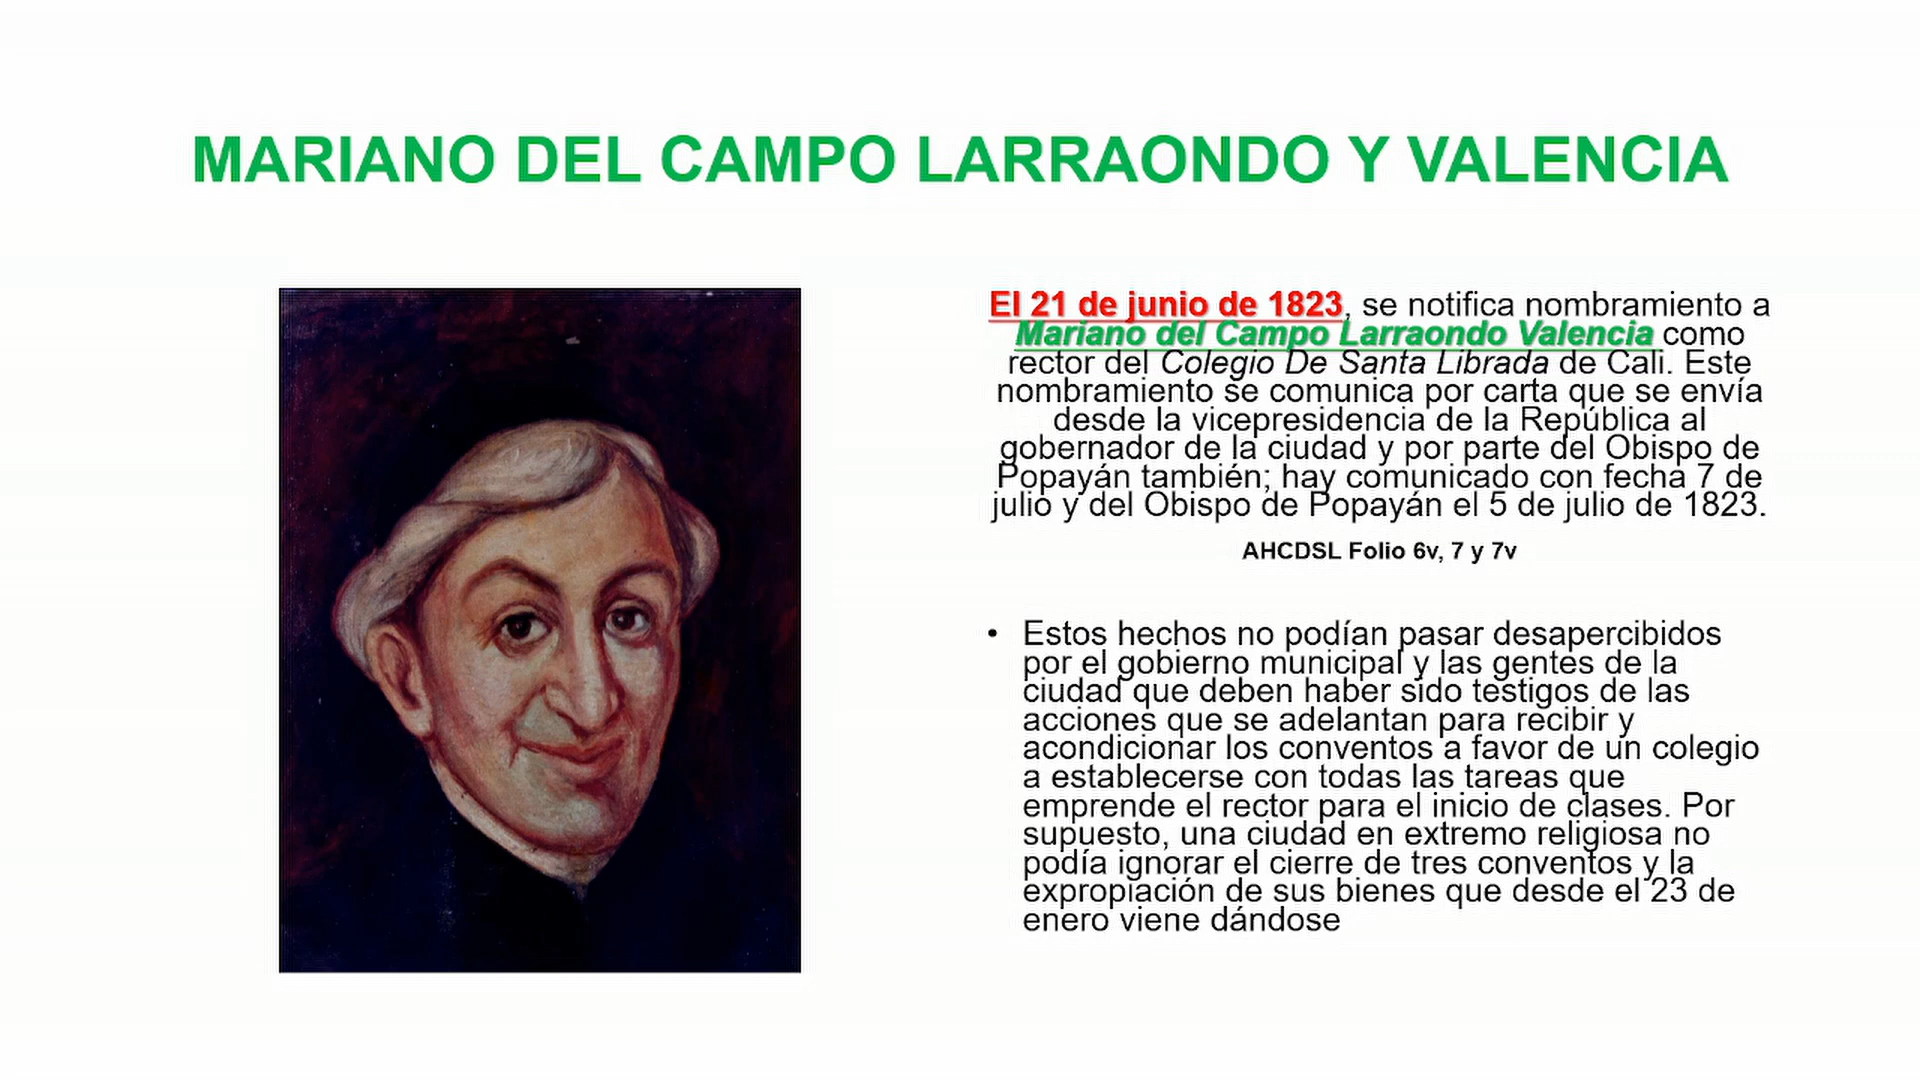 MARIANO DEL CAMPO LARRAONDO Y VALENCIA
El 21 de junio de 1823, se notifica nombramiento a
Mariano del Campo Larraondo Valencia como
rector del Colegio De Santa Librada de Cali. Este
nombramiento se comunica por carta que se envía
desde la vicepresidencia de la República al
gobernador de la ciudad y por parte del Obispo de
Popayán también; hay comunicado con fecha 7 de
julio y del Obispo de Popayán el 5 de julio de 1823.
AHCDSL Folio 6v, 7 y 7v
• Estos hechos no podían pasar desapercibidos
por el gobierno municipal y las gentes de la
ciudad que deben haber sido testigos de las
acciones que se adelantan para recibir y
acondicionar los conventos a favor de un colegio
a establecerse con todas las tareas que
emprende el rector para el inicio de clases. Por
supuesto, una ciudad en extremo religiosa no
podía ignorar el cierre de tres conventos y la
expropiación de sus bienes que desde el 23 de
enero viene dándose